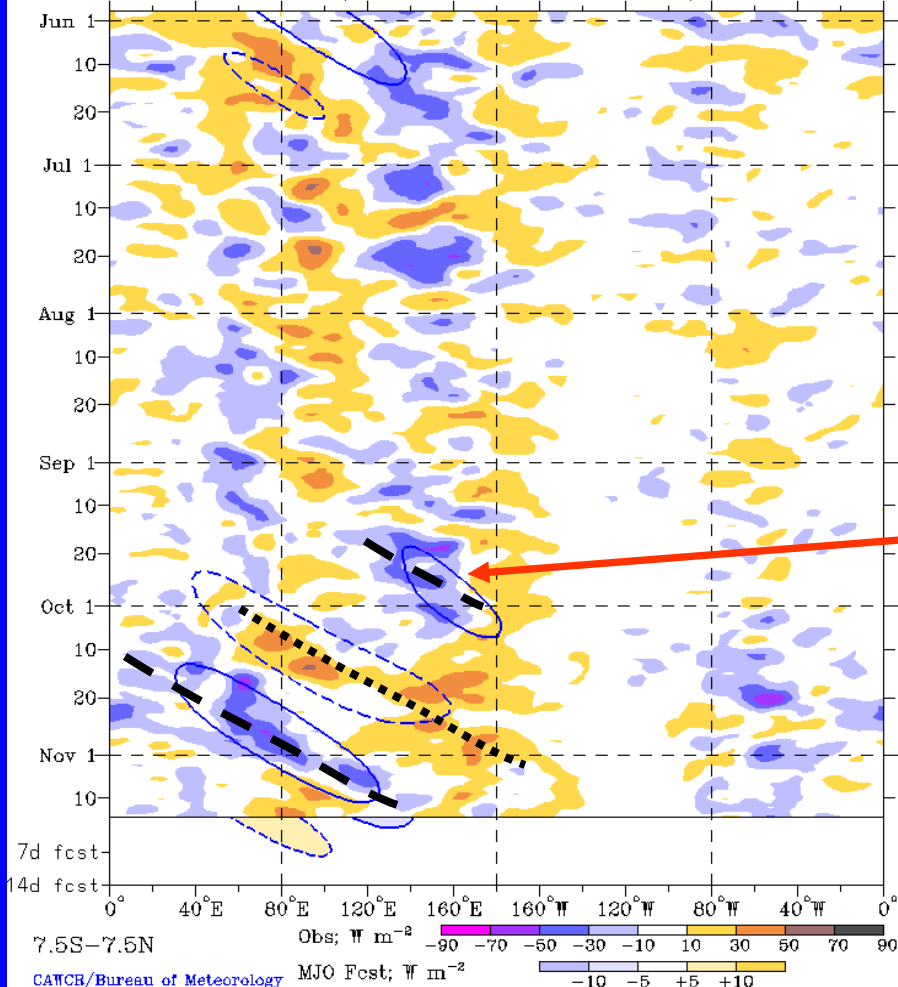 Jun 1
10
20
Jul 1
10
20
Aug 1
10
20
Sep 1
10
20
Oct 1
10
20
Nov 1
10
7d fcst
14d fcst
0° 40°E 80°E 120°E 160°E 160°W 120°W 80°W 40°W 0°
7.5S-7.5N
Obs; W m⁻²
-90 -70 -50 -30 -10 10 30 50 70 90
CAWCR/Bureau of Meteorology
MJO Fcst; W m⁻²
-10 -5 +5 +10